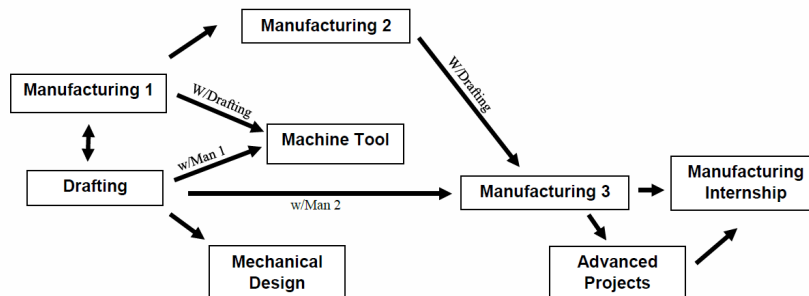 Manufacturing 2
Manufacturing 1
W/Drafting
W/Drafting
Machine Tool
w/Man 1
Drafting
Manufacturing 3
Manufacturing
Internship
w/Man 2
Mechanical
Design
Advanced
Projects